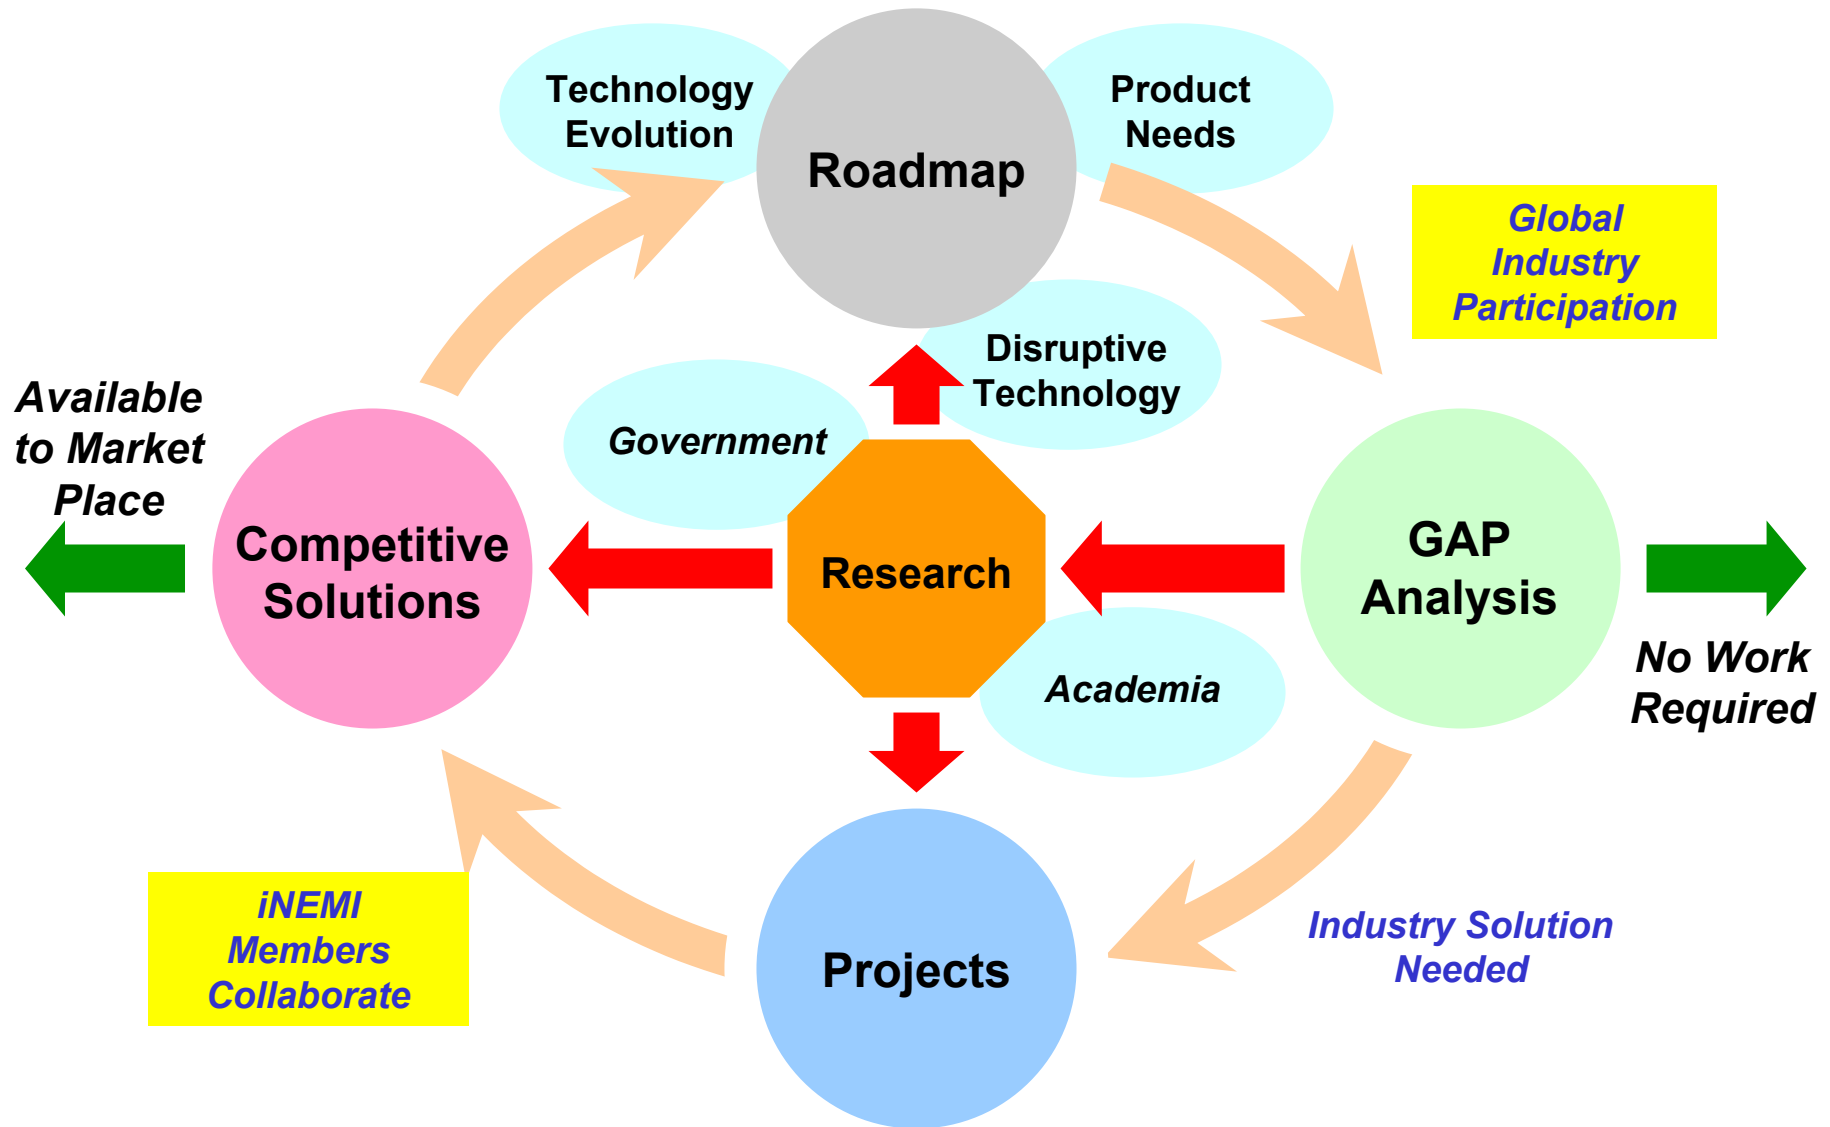 Technology
Evolution
Roadmap
Product
Needs
Global
Industry
Participation
Disruptive
Technology
Government
Available
to Market
Place
Competitive
Solutions
Research
GAP
Analysis
No Work
Required
Academia
iNEMI
Members
Collaborate
Projects
Industry Solution
Needed